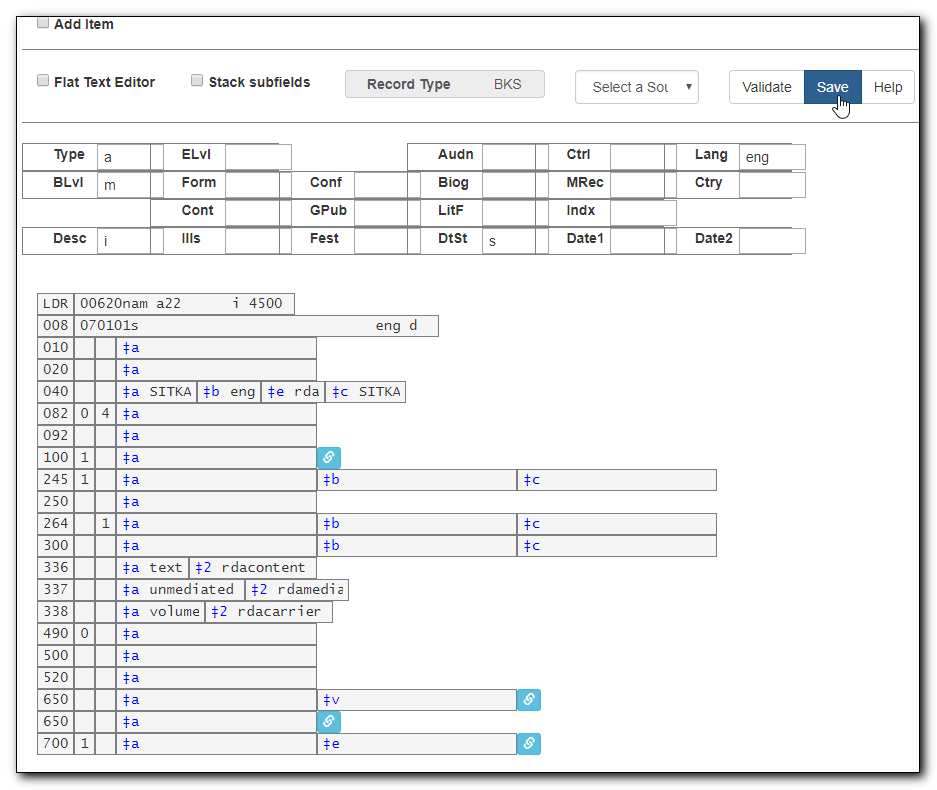 Add Item
Flat Text Editor Stack subfields Record Type BKS Select a Sou Validate Save Help
Type a ELvl Audn Ctrl Lang eng
BLvl m Form Conf Biog MRec Ctry
Cont GPub LitF Indx
Desc i Ills Fest DtSt s Date1 Date2
LDR 00620nam a22      i 4500
008 070101s                            eng d
010 ‡a
020 ‡a
040 ‡a SITKA ‡b eng ‡e rda ‡c SITKA
082 0 4 ‡a
092 ‡a
100 1 ‡a
245 1 ‡a ‡b ‡c
250 ‡a
264 1 ‡a ‡b ‡c
300 ‡a ‡b ‡c
336 ‡a text ‡2 rdacontent
337 ‡a unmediated ‡2 rdamedia
338 ‡a volume ‡2 rdacarrier
490 0 ‡a
500 ‡a
520 ‡a
650 ‡a ‡v
650 ‡a
700 1 ‡a ‡e